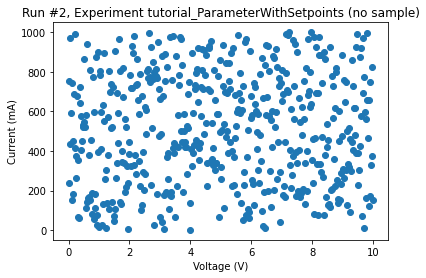 Run #2, Experiment tutorial_ParameterWithSetpoints (no sample)
1000
800
600
400
200
0
Current (mA)
0 2 4 6 8 10
Voltage (V)